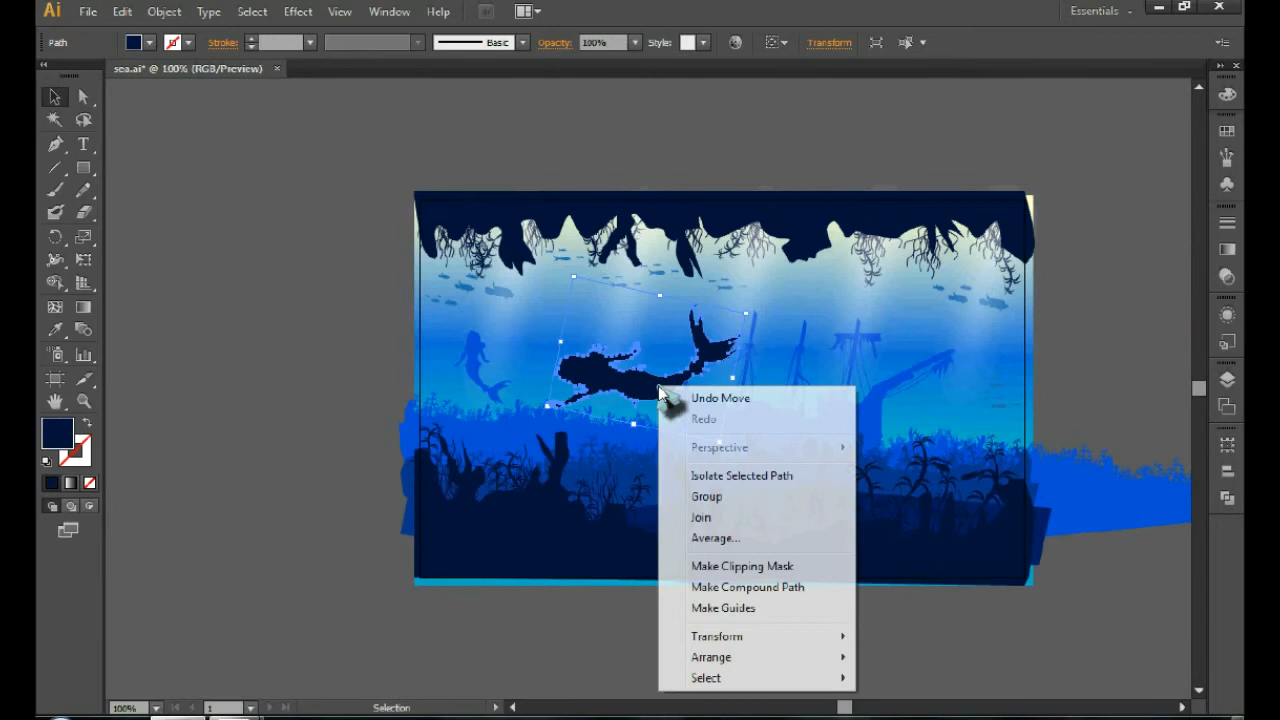 Ai File Edit Object Type Select Effect View Window Help Br Essentials
Path Stroke: Basic Opacity: 100% Style: Transform
sea.ai* @ 100% (RGB/Preview)
T
Undo Move
Redo
Perspective
Isolate Selected Path
Group
Join
Average...
Make Clipping Mask
Make Compound Path
Make Guides
Transform
Arrange
Select
100% 1 Selection